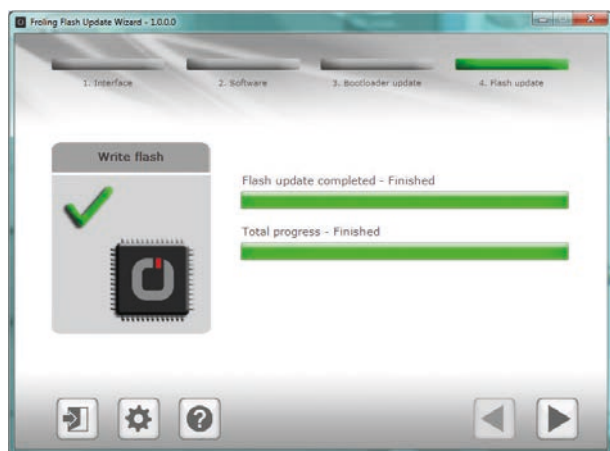 Froling Flash Update Wizard - 1.0.0.0
1. Interface
2. Software
3. Bootloader update
4. Flash update
Write flash
Flash update completed - Finished
Total progress - Finished